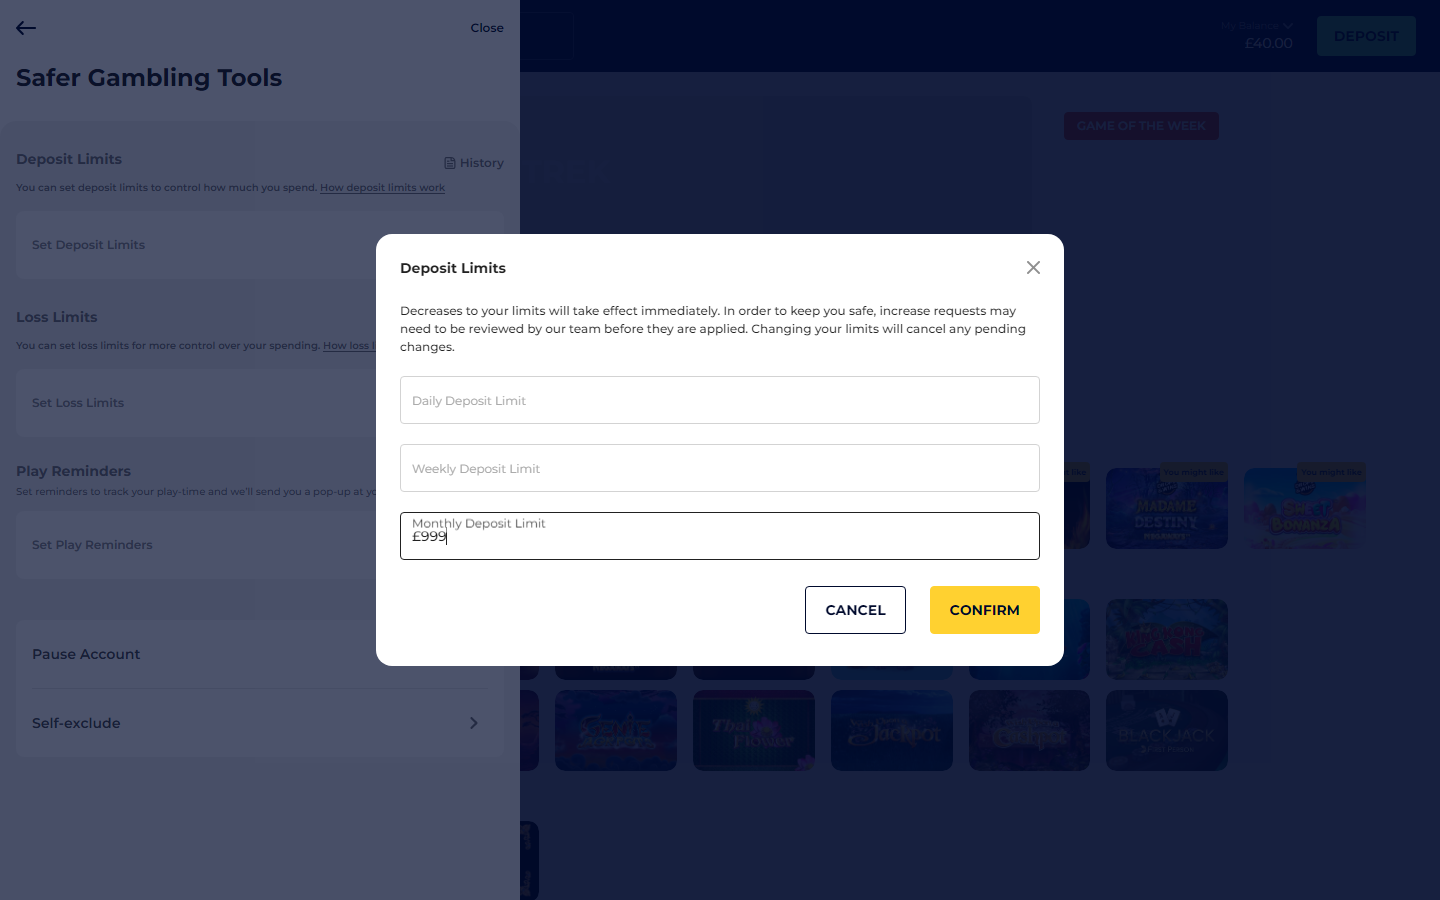 Close
My Balance
£40.00
DEPOSIT
Safer Gambling Tools
GAME OF THE WEEK
Deposit Limits
History
You can set deposit limits to control how much you spend. How deposit limits work
Set Deposit Limits
Loss Limits
You can set loss limits for more control over your spending. How loss
Set Loss Limits
Play Reminders
Set reminders to track your play-time and we'll send you a pop-up at
Set Play Reminders
Pause Account
Self-exclude
Deposit Limits
Decreases to your limits will take effect immediately. In order to keep you safe, increase requests may
need to be reviewed by our team before they are applied. Changing your limits will cancel any pending
changes.
Daily Deposit Limit
Weekly Deposit Limit
Monthly Deposit Limit
£999
CANCEL
CONFIRM
You might like
You might like
MADAME
DESTINY
MEGAWAYS
SWEET
BONANZA
Thai
Flower
Jackpot
BLACKJACK